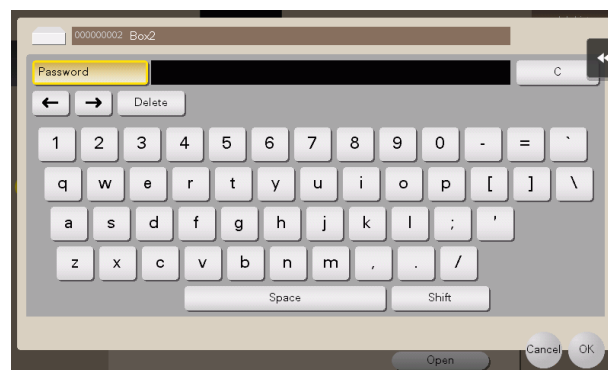 000000002 Box2
Password C
← → Delete
1 2 3 4 5 6 7 8 9 0 - = `
q w e r t y u i o p [ ] \
a s d f g h j k l ; '
z x c v b n m , . /
Space Shift
Cancel OK
Open